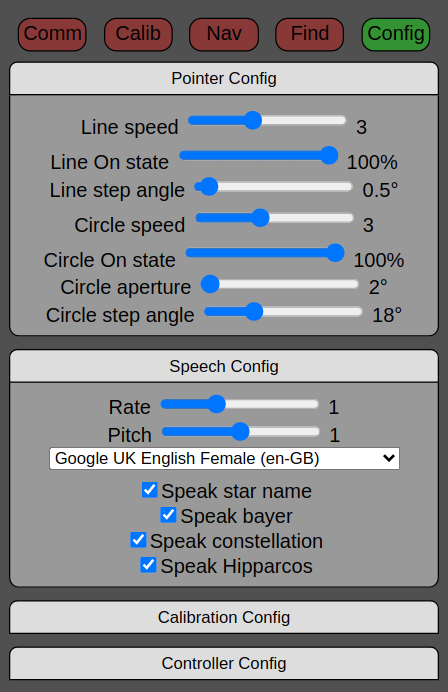 Comm Calib Nav Find Config
Pointer Config
Line speed 3
Line On state 100%
Line step angle 0.5°
Circle speed 3
Circle On state 100%
Circle aperture 2°
Circle step angle 18°
Speech Config
Rate 1
Pitch 1
Google UK English Female (en-GB)
Speak star name
Speak bayer
Speak constellation
Speak Hipparcos
Calibration Config
Controller Config